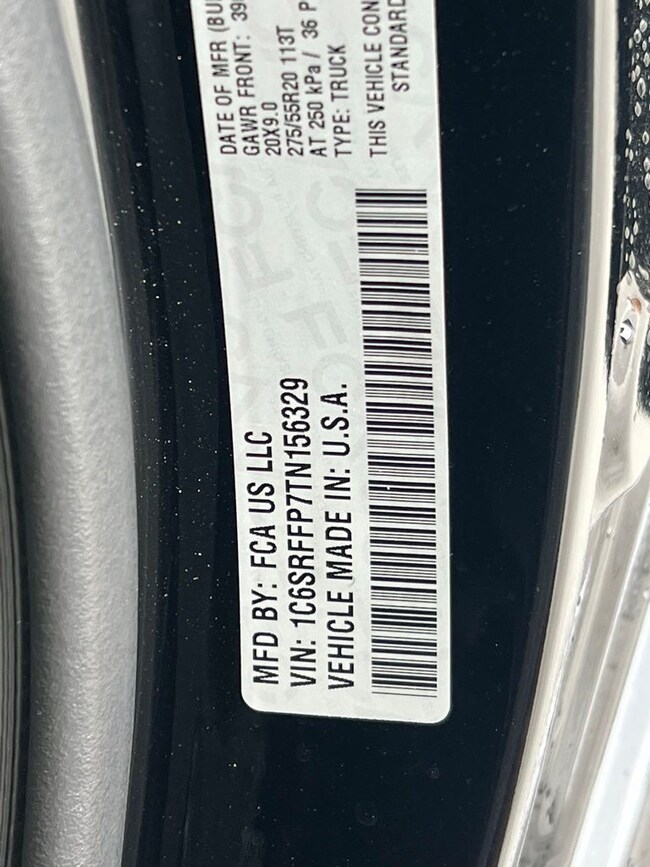 MFD BY: FCA US LLC
VIN: 1C6SRFFP7TN156329
VEHICLE MADE IN: U.S.A.
DATE OF MFR
GAWR FRONT:
20X9.0
275/55R20 113T
AT 250 kPa / 36 P
TYPE: TRUCK
THIS VEHICLE CON
STANDARD